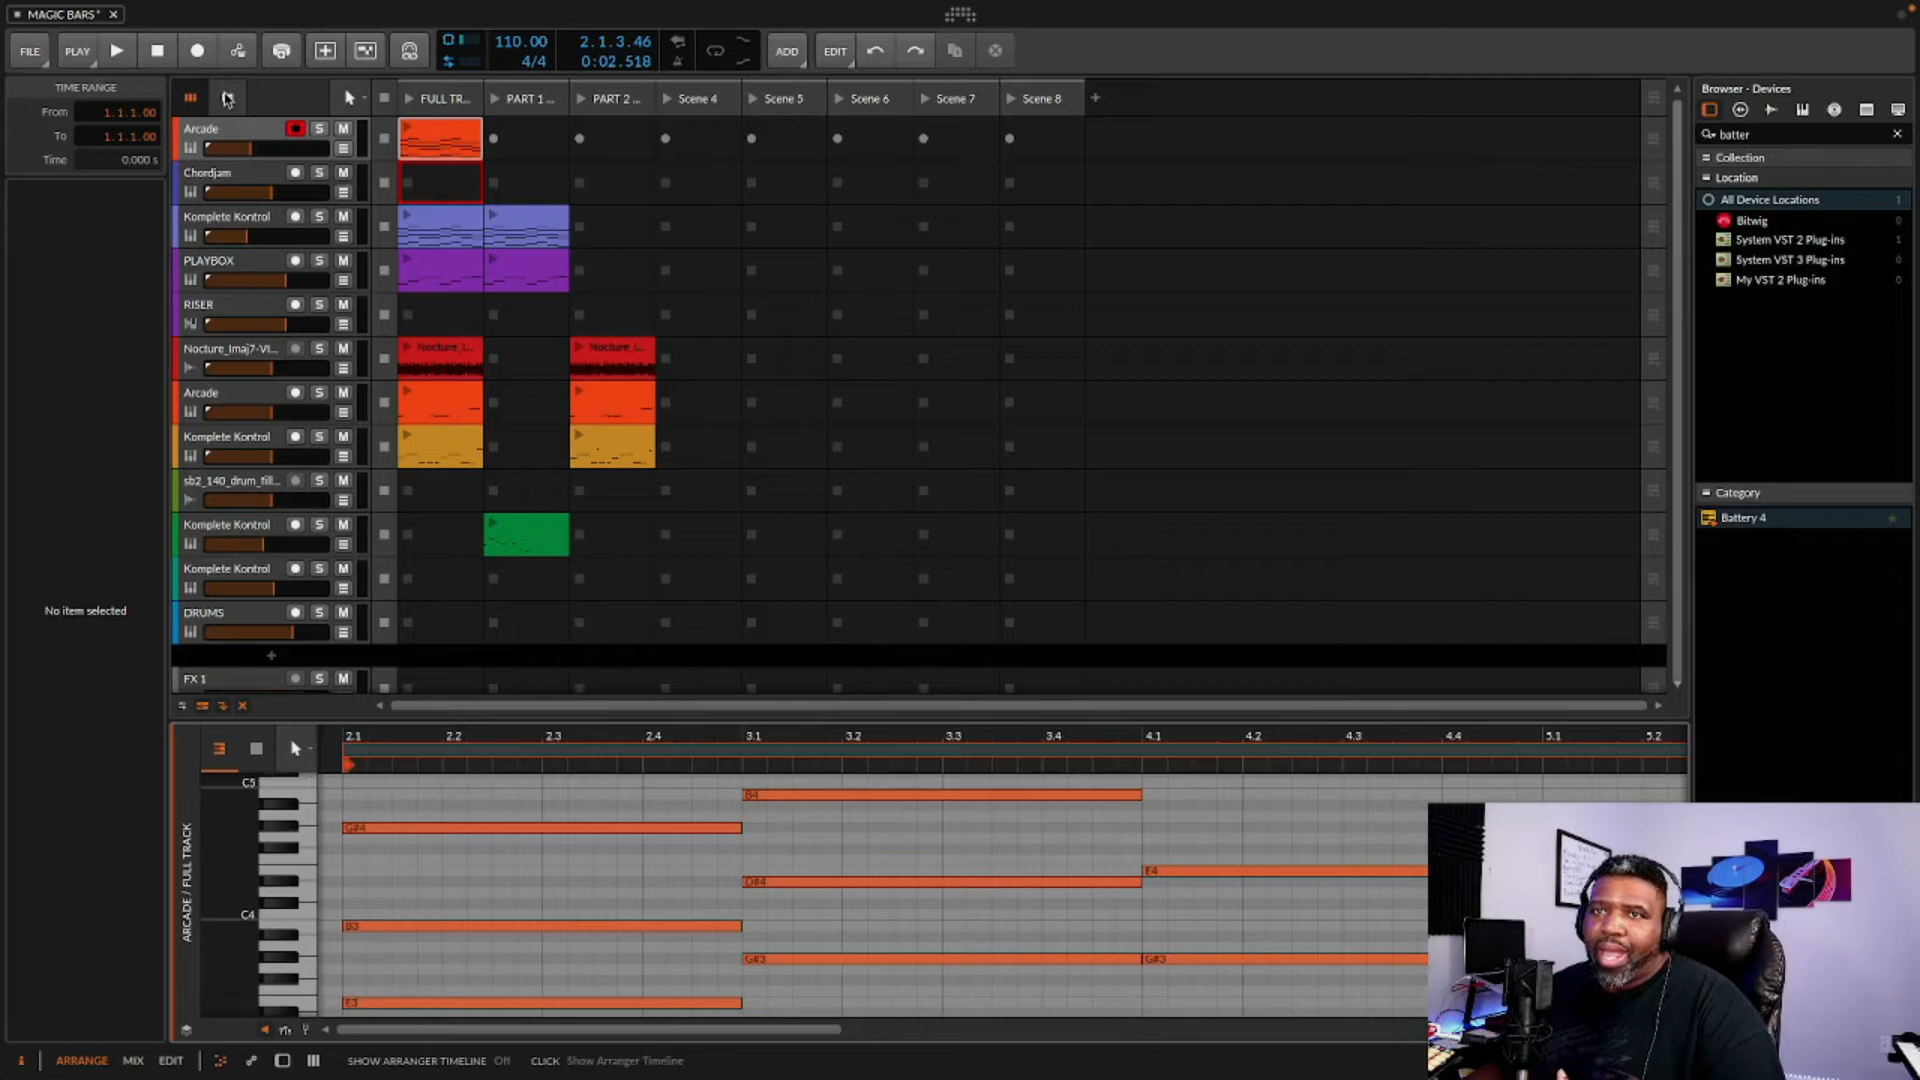 MAGIC BARS*
FILE
PLAY
110.00
4/4
2.1.3.46
0:02.518
ADD
EDIT
TIME RANGE
From 1.1.1.00
To 1.1.1.00
Time 0.000 s
No item selected
FULL TR... PART 1 ... PART 2 ... Scene 4 Scene 5 Scene 6 Scene 7 Scene 8
Arcade S M
Chordjam S M
Komplete Kontrol S M
PLAYBOX S M
RISER S M
Nocture_Imaj7-VI... S M
Nocture_I... Nocture_I...
Arcade S M
Komplete Kontrol S M
sb2_140_drum_fill... S M
Komplete Kontrol S M
Komplete Kontrol S M
DRUMS S M
FX 1 S M
Browser - Devices
batter
Collection
Location
All Device Locations 1
Bitwig 0
System VST 2 Plug-ins 1
System VST 3 Plug-ins 0
My VST 2 Plug-ins 0
Category
Battery 4
2.1 2.2 2.3 2.4 3.1 3.2 3.3 3.4 4.1 4.2 4.3 4.4 5.1 5.2
C5
B4
G#4
E4
D#4
C4
B3
G#3 G#3
E3
ARCADE / FULL TRACK
ARRANGE MIX EDIT
SHOW ARRANGER TIMELINE Off CLICK Show Arranger Timeline